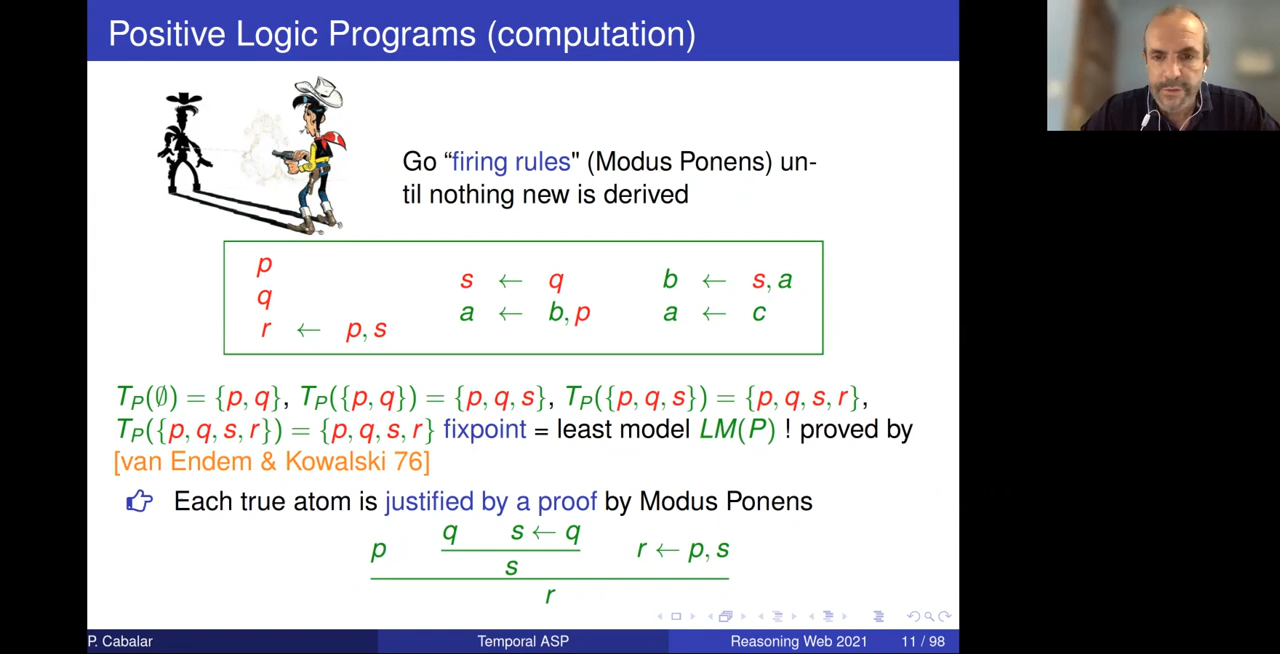 Positive Logic Programs (computation)
Go “firing rules" (Modus Ponens) un-
til nothing new is derived
p
q
r ← p, s
s ← q
a ← b, p
b ← s, a
a ← c
T_P(∅) = {p, q}, T_P({p, q}) = {p, q, s}, T_P({p, q, s}) = {p, q, s, r},
T_P({p, q, s, r}) = {p, q, s, r} fixpoint = least model LM(P) ! proved by
[van Endem & Kowalski 76]
Each true atom is justified by a proof by Modus Ponens
q s ← q
p r ← p, s
s
r
P. Cabalar Temporal ASP Reasoning Web 2021 11 / 98